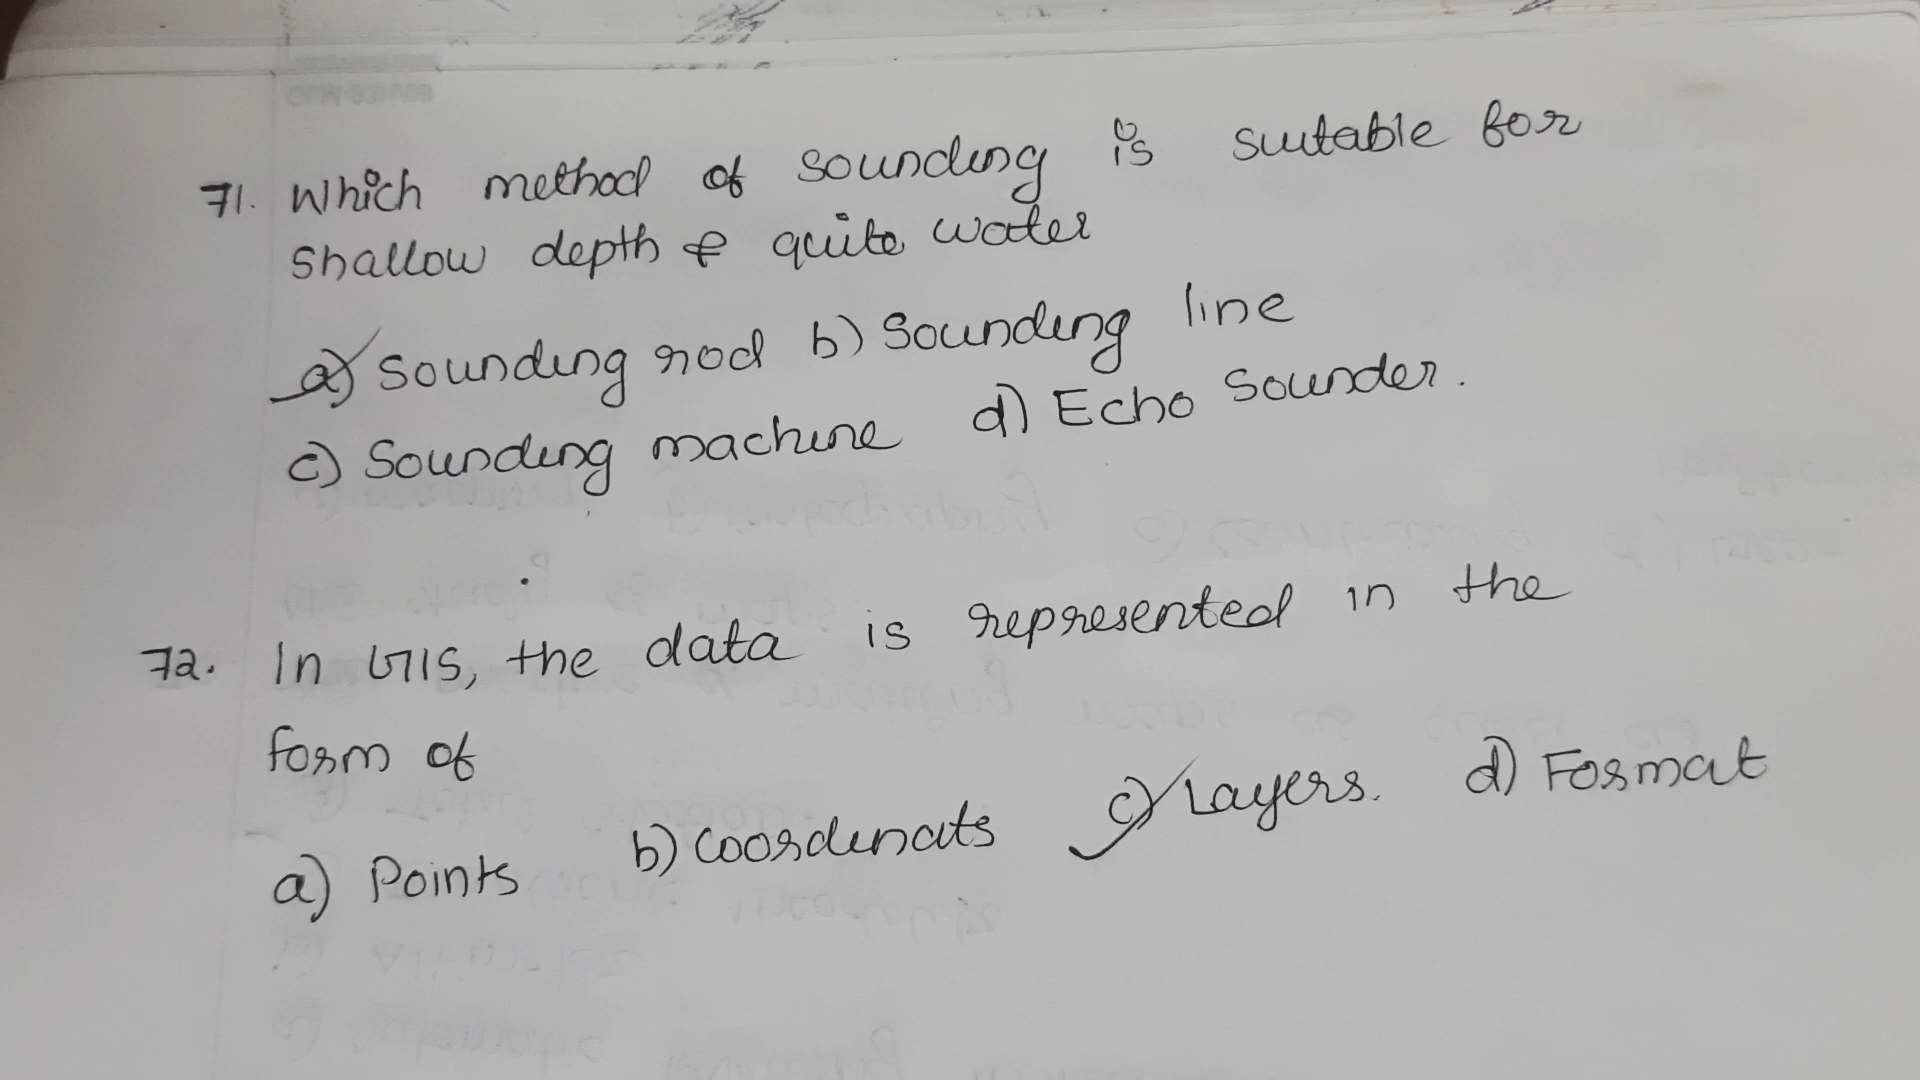 71. Which method of sounding is suitable for
shallow depth & quite water
a) Sounding rod b) Sounding line
c) Sounding machine d) Echo Sounder.
72. In GIS, the data is represented in the
form of
a) Points b) Coordinats c) Layers. d) Format